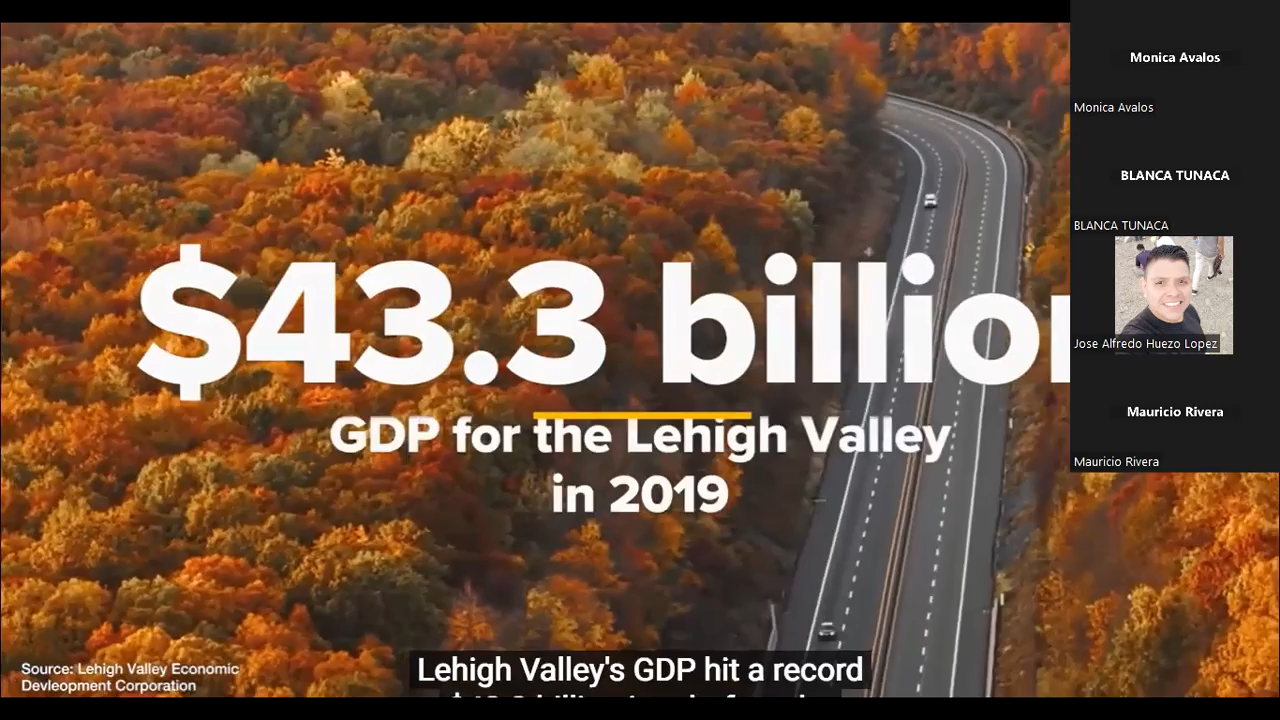 $43.3 billion
GDP for the Lehigh Valley
in 2019
Source: Lehigh Valley Economic
Devleopment Corporation
Lehigh Valley's GDP hit a record
Monica Avalos
Monica Avalos
BLANCA TUNACA
BLANCA TUNACA
Jose Alfredo Huezo Lopez
Mauricio Rivera
Mauricio Rivera